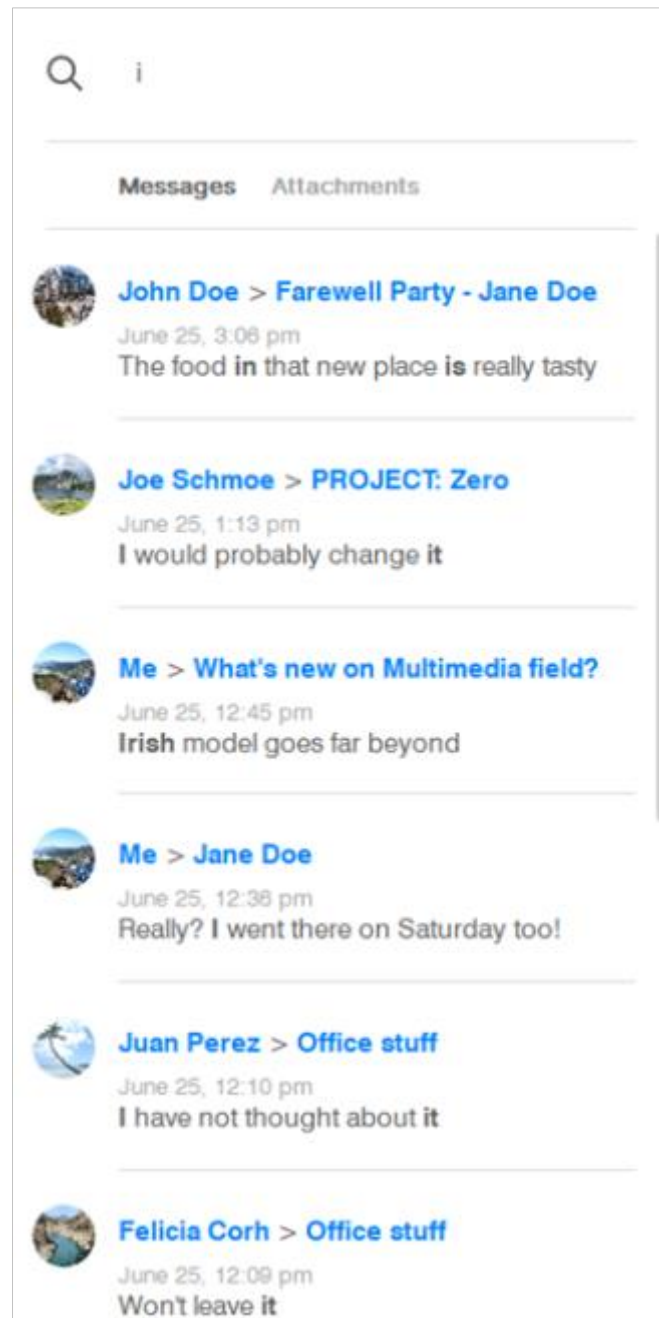 i
Messages Attachments
John Doe > Farewell Party - Jane Doe
June 25, 3:06 pm
The food in that new place is really tasty
Joe Schmoe > PROJECT: Zero
June 25, 1:13 pm
I would probably change it
Me > What's new on Multimedia field?
June 25, 12:45 pm
Irish model goes far beyond
Me > Jane Doe
June 25, 12:36 pm
Really? I went there on Saturday too!
Juan Perez > Office stuff
June 25, 12:10 pm
I have not thought about it
Felicia Corh > Office stuff
June 25, 12:09 pm
Won't leave it